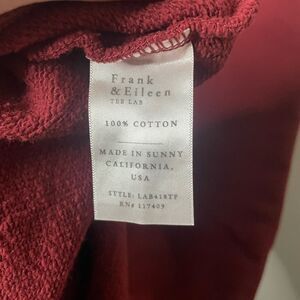 Frank
& Eileen
TEE LAB
100% COTTON
MADE IN SUNNY
CALIFORNIA,
USA
STYLE: LAB418TF
RN# 117409